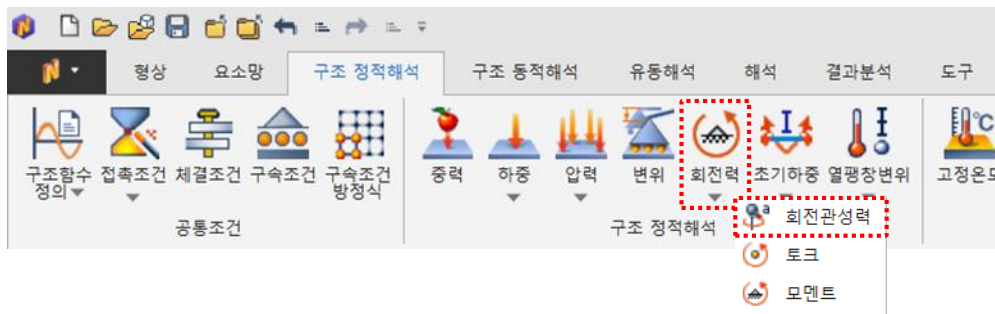 형상 요소망 구조 정적해석 구조 동적해석 유동해석 해석 결과분석 도구
구조함수 접촉조건 체결조건 구속조건 구속조건 중력 하중 압력 변위 회전력 초기하중 열팽창변위
정의 방정식
공통조건 구조 정적해석
회전관성력
토크
모멘트